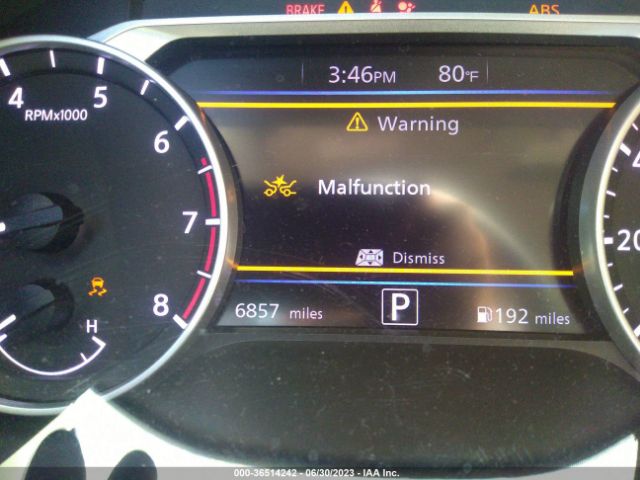 BRAKE ABS
3:46PM 80°F
Warning
Malfunction
Dismiss
6857 miles P 192 miles
4 5 6 7 8
RPMx1000
H
4
20
000-36514242 - 06/30/2023 - IAA Inc.